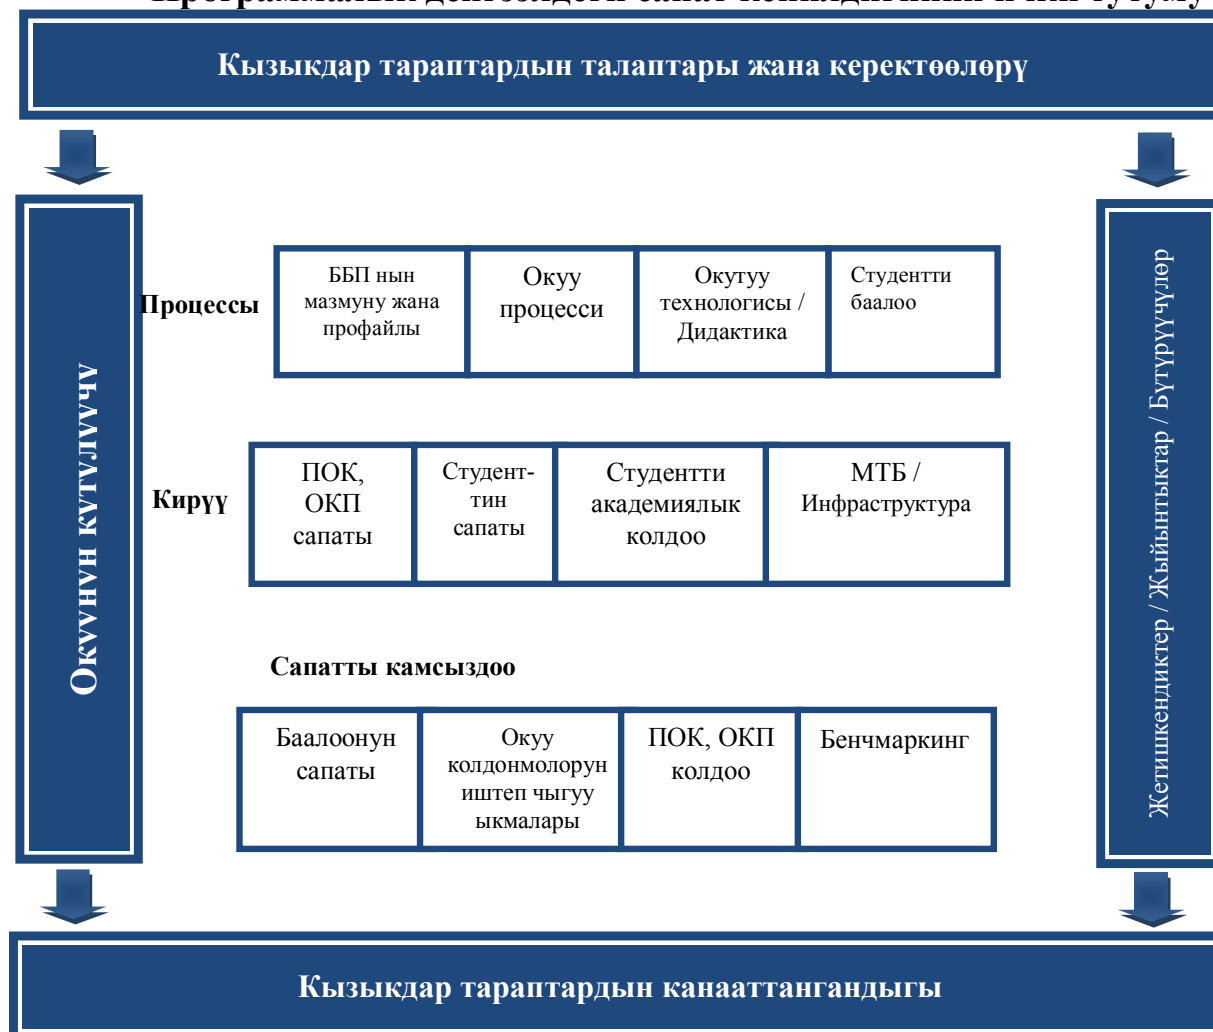 Кызыкдар тараптардын талаптары жана керектөөлөрү
Окуунун күтүлүүчү
Процессы
ББП нын
мазмуну жана
профайлы
Окуу
процесси
Окутуу
технологисы /
Дидактика
Студентти
баалоо
Кирүү
ПОК,
ОКП
сапаты
Студент-
тин
сапаты
Студентти
академиялык
колдоо
МТБ /
Инфраструктура
Сапатты камсыздоо
Баалоонун
сапаты
Окуу
колдонмолорун
иштеп чыгуу
ыкмалары
ПОК, ОКП
колдоо
Бенчмаркинг
Жетишкендиктер / Жыйынтыктар / Бүтүрүүчүлөр
Кызыкдар тараптардын канааттангандыгы